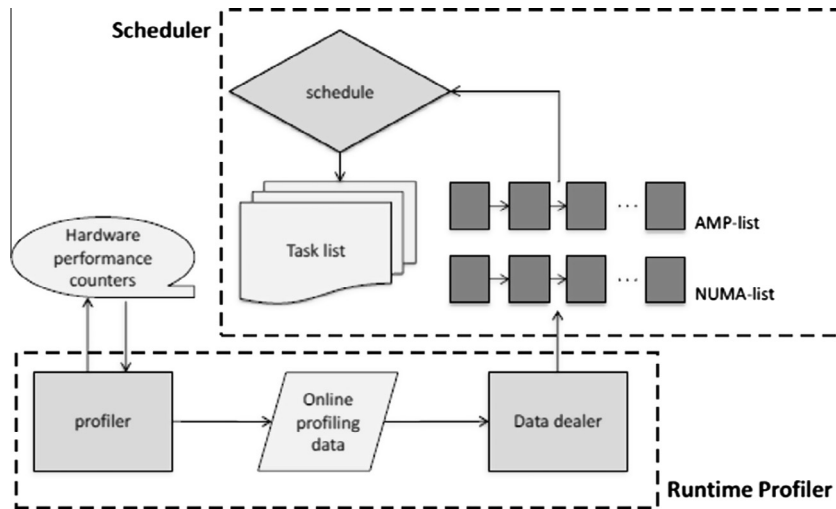 Scheduler
schedule
Hardware
performance
counters
Task list
...
AMP-list
...
NUMA-list
profiler
Online
profiling
data
Data dealer
Runtime Profiler